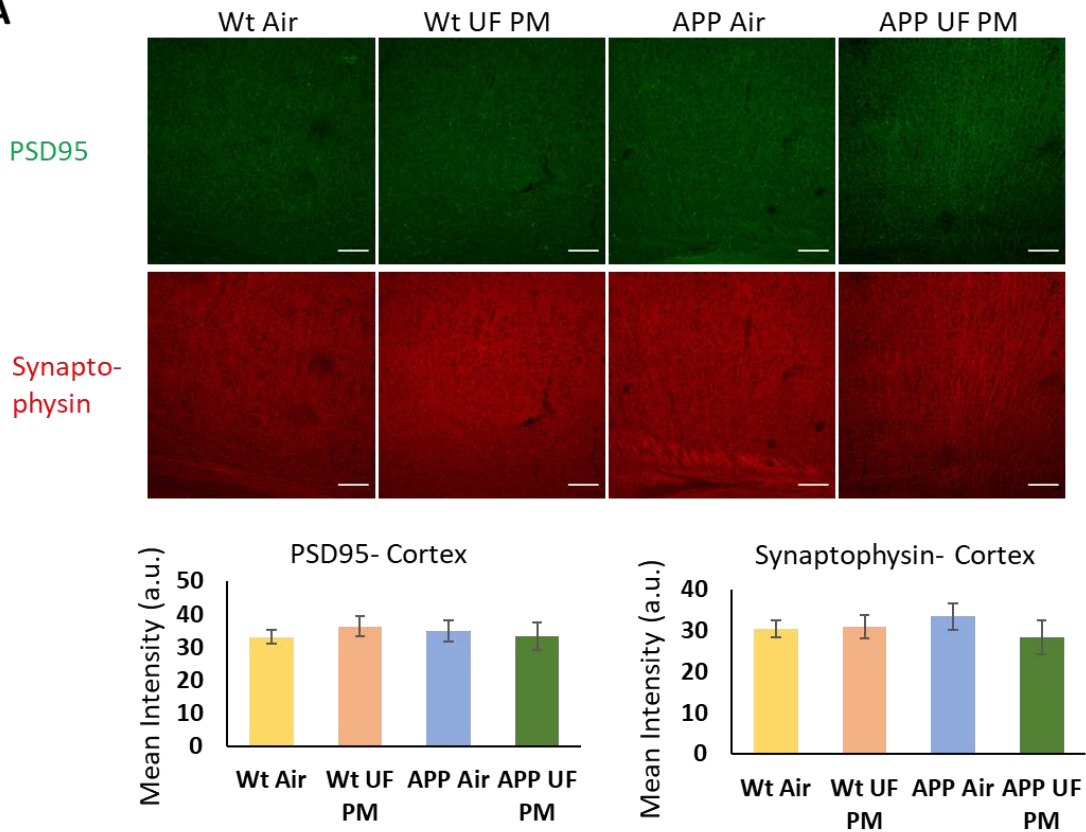 A
Wt Air Wt UF PM APP Air APP UF PM
PSD95
Synapto-
physin
PSD95- Cortex
Mean Intensity (a.u.)
50
40
30
20
10
0
Wt Air Wt UF APP Air APP UF
PM PM
Synaptophysin- Cortex
Mean Intensity (a.u.)
40
30
20
10
0
Wt Air Wt UF APP Air APP UF
PM PM